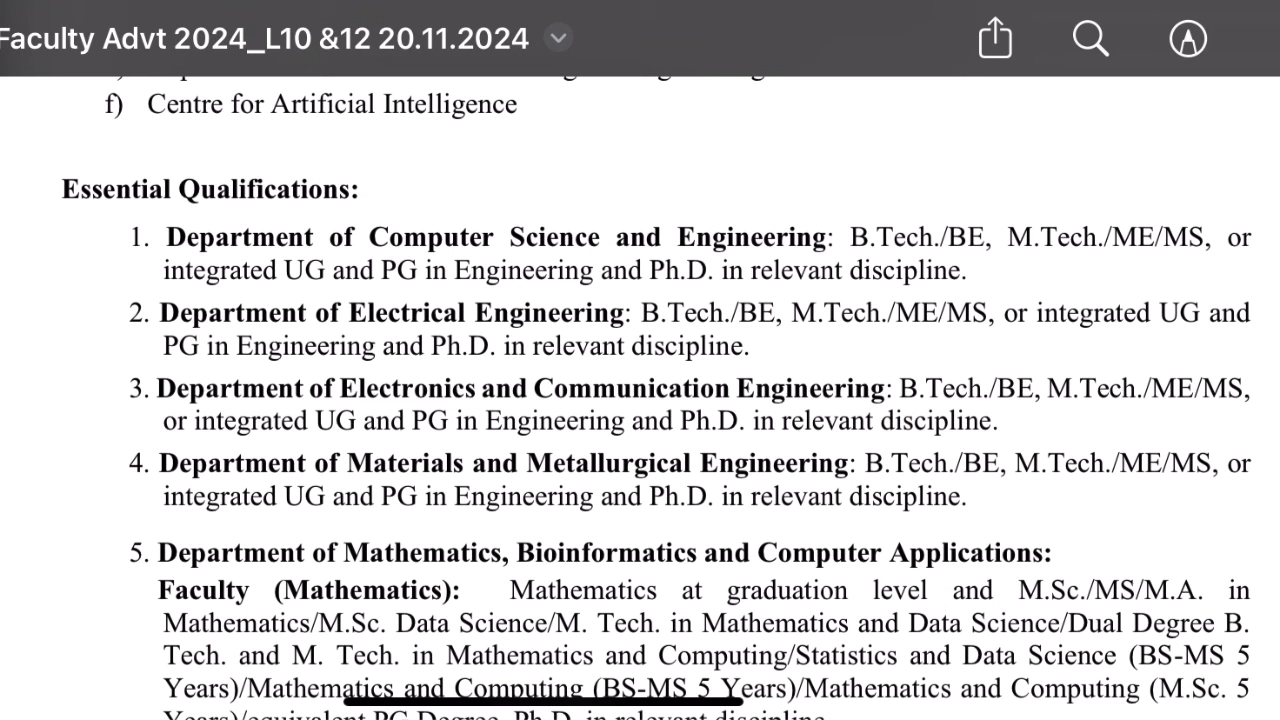 Faculty Advt 2024_L10 &12 20.11.2024
f) Centre for Artificial Intelligence
Essential Qualifications:
1. Department of Computer Science and Engineering: B.Tech./BE, M.Tech./ME/MS, or
integrated UG and PG in Engineering and Ph.D. in relevant discipline.
2. Department of Electrical Engineering: B.Tech./BE, M.Tech./ME/MS, or integrated UG and
PG in Engineering and Ph.D. in relevant discipline.
3. Department of Electronics and Communication Engineering: B.Tech./BE, M.Tech./ME/MS,
or integrated UG and PG in Engineering and Ph.D. in relevant discipline.
4. Department of Materials and Metallurgical Engineering: B.Tech./BE, M.Tech./ME/MS, or
integrated UG and PG in Engineering and Ph.D. in relevant discipline.
5. Department of Mathematics, Bioinformatics and Computer Applications:
Faculty (Mathematics): Mathematics at graduation level and M.Sc./MS/M.A. in
Mathematics/M.Sc. Data Science/M. Tech. in Mathematics and Data Science/Dual Degree B.
Tech. and M. Tech. in Mathematics and Computing/Statistics and Data Science (BS-MS 5
Years)/Mathematics and Computing (BS-MS 5 Years)/Mathematics and Computing (M.Sc. 5
Years)/equivalent PG Degree, Ph.D. in relevant discipline